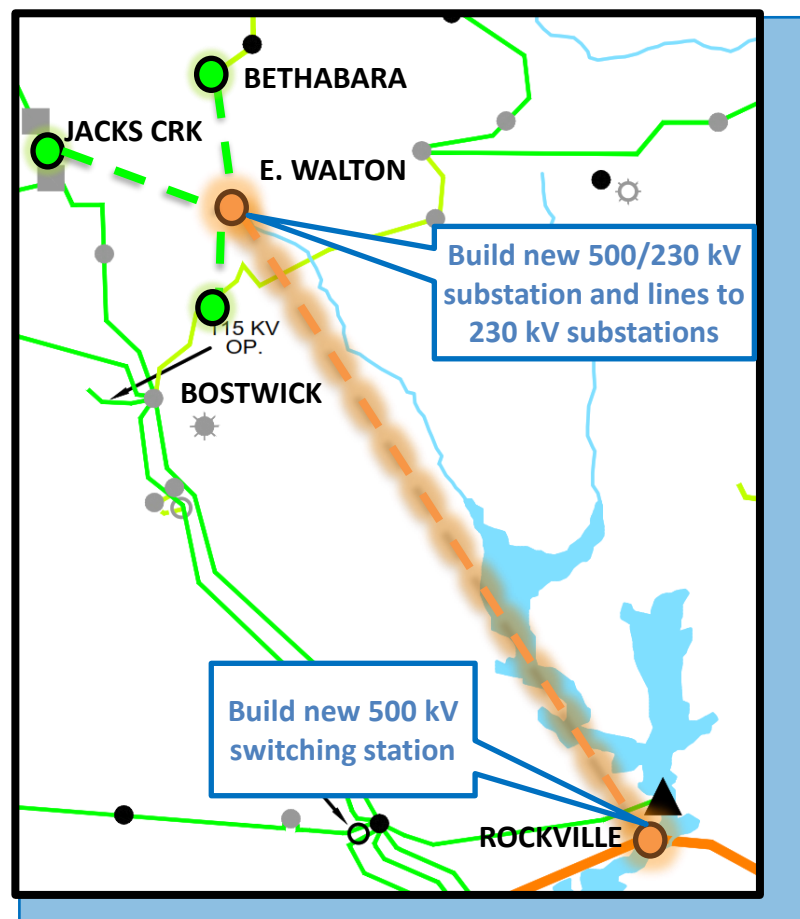 BETHABARA
JACKS CRK
E. WALTON
Build new 500/230 kV
substation and lines to
230 kV substations
115 KV
OP.
BOSTWICK
Build new 500 kV
switching station
ROCKVILLE